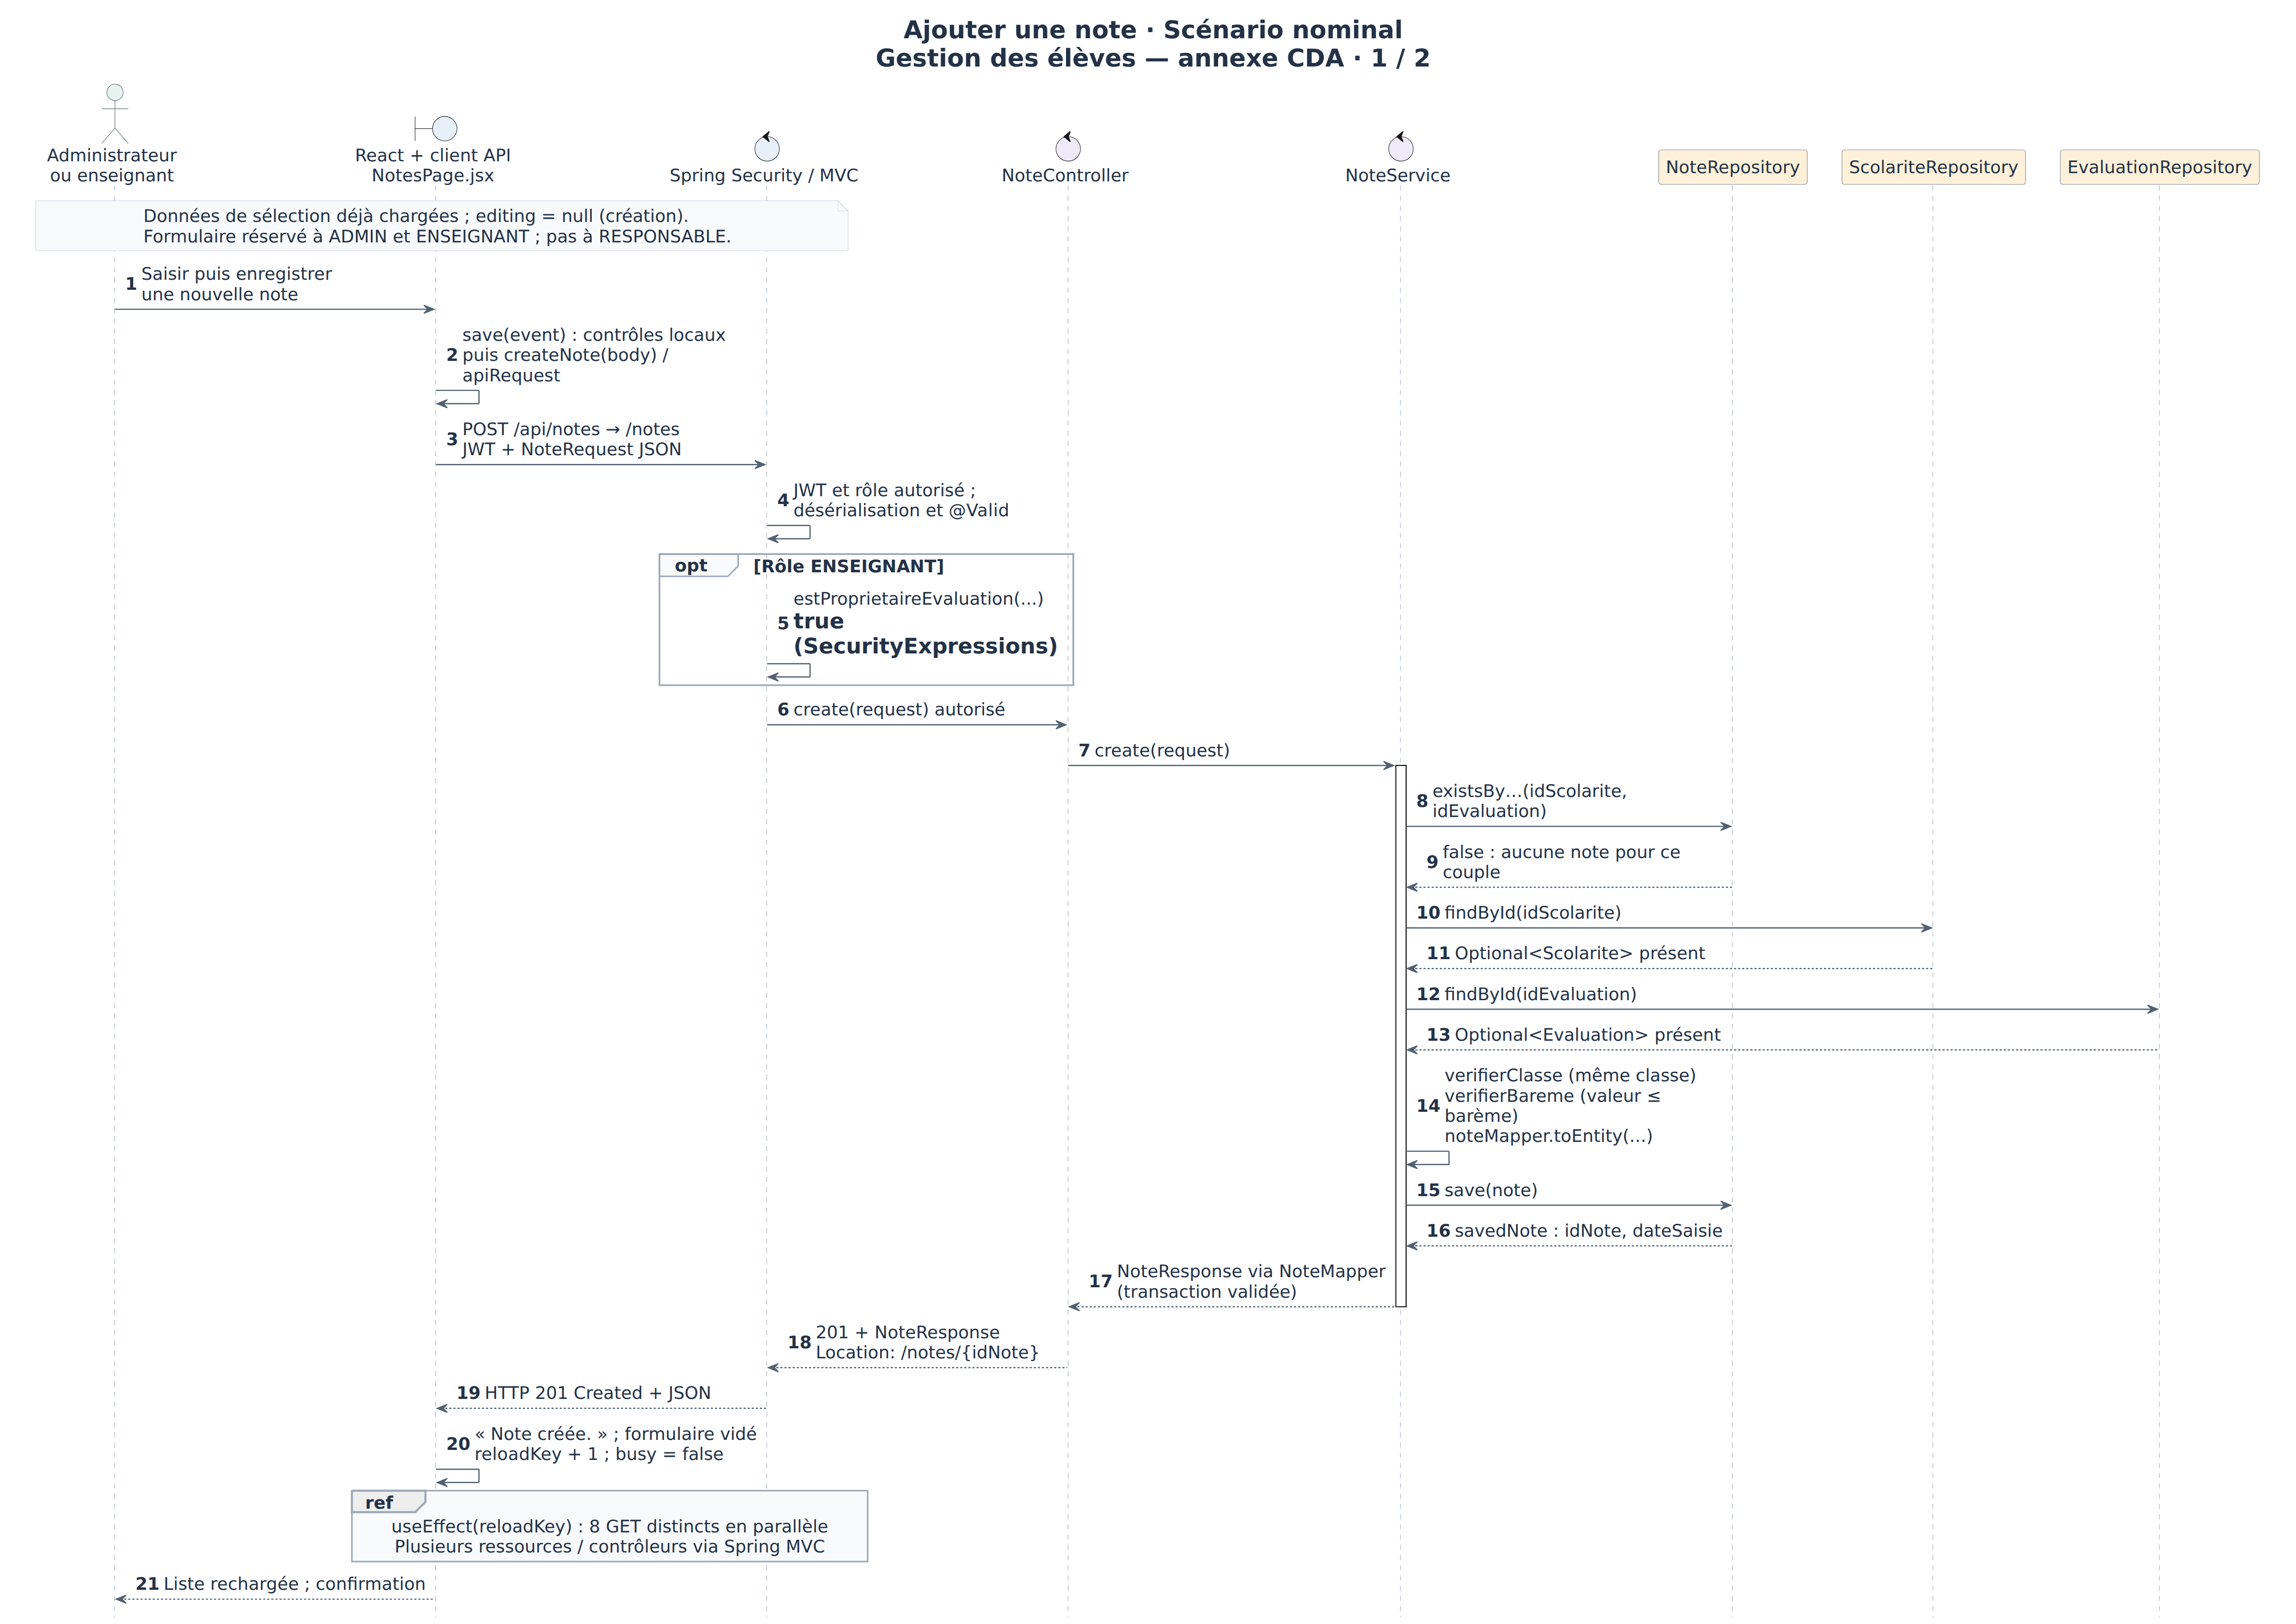 Ajouter une note · Scénario nominal
Gestion des élèves — annexe CDA · 1 / 2
Administrateur
ou enseignant
React + client API
NotesPage.jsx
Spring Security / MVC
NoteController
NoteService
NoteRepository
ScolariteRepository
EvaluationRepository
Données de sélection déjà chargées ; editing = null (création).
Formulaire réservé à ADMIN et ENSEIGNANT ; pas à RESPONSABLE.
1 Saisir puis enregistrer
une nouvelle note
2 save(event) : contrôles locaux
puis createNote(body) /
apiRequest
3 POST /api/notes → /notes
JWT + NoteRequest JSON
4 JWT et rôle autorisé ;
désérialisation et @Valid
opt [Rôle ENSEIGNANT]
estProprietaireEvaluation(...)
5 true
(SecurityExpressions)
6 create(request) autorisé
7 create(request)
8 existsBy...(idScolarite,
idEvaluation)
9 false : aucune note pour ce
couple
10 findById(idScolarite)
11 Optional<Scolarite> présent
12 findById(idEvaluation)
13 Optional<Evaluation> présent
14 verifierClasse (même classe)
verifierBareme (valeur ≤
barème)
noteMapper.toEntity(...)
15 save(note)
16 savedNote : idNote, dateSaisie
17 NoteResponse via NoteMapper
(transaction validée)
18 201 + NoteResponse
Location: /notes/{idNote}
19 HTTP 201 Created + JSON
20 « Note créée. » ; formulaire vidé
reloadKey + 1 ; busy = false
ref
useEffect(reloadKey) : 8 GET distincts en parallèle
Plusieurs ressources / contrôleurs via Spring MVC
21 Liste rechargée ; confirmation